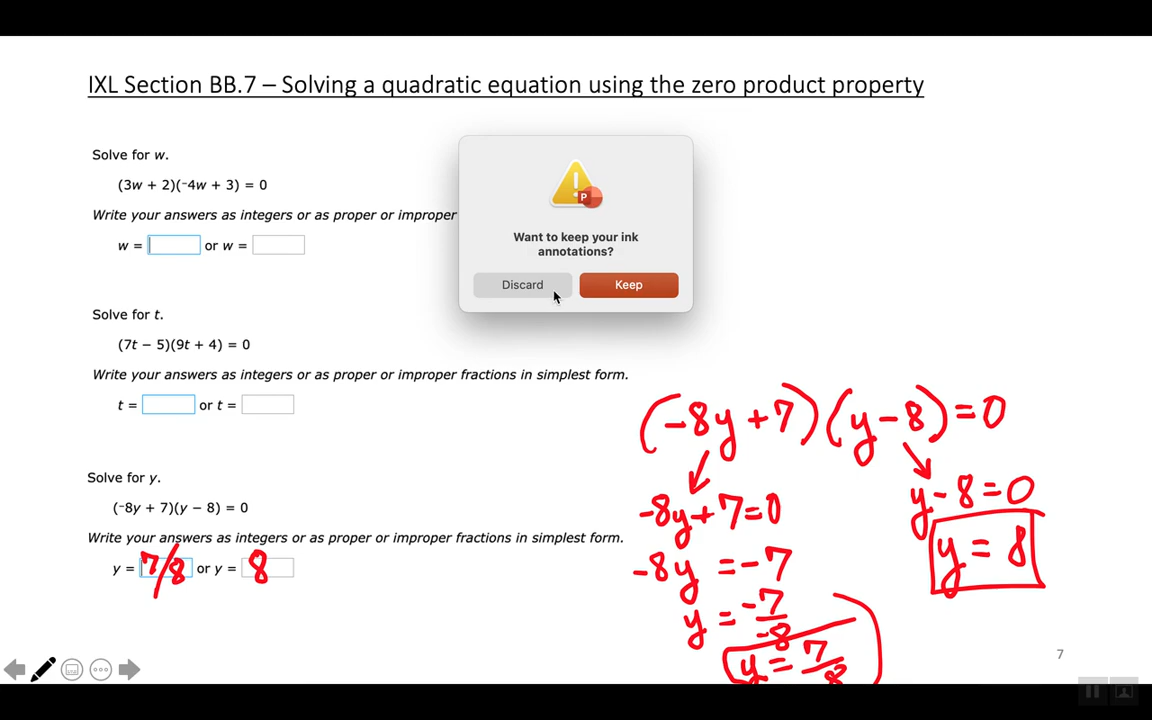 IXL Section BB.7 – Solving a quadratic equation using the zero product property
Solve for w.
(3w + 2)(⁻4w + 3) = 0
Write your answers as integers or as proper or improper
w = or w =
P
Want to keep your ink
annotations?
Discard Keep
Solve for t.
(7t − 5)(9t + 4) = 0
Write your answers as integers or as proper or improper fractions in simplest form.
t = or t =
Solve for y.
(⁻8y + 7)(y − 8) = 0
Write your answers as integers or as proper or improper fractions in simplest form.
y = 7/8 or y = 8
(-8y+7)(y-8)=0
-8y+7=0
-8y=-7
y=-7/-8
y=7/8
y-8=0
y=8
7